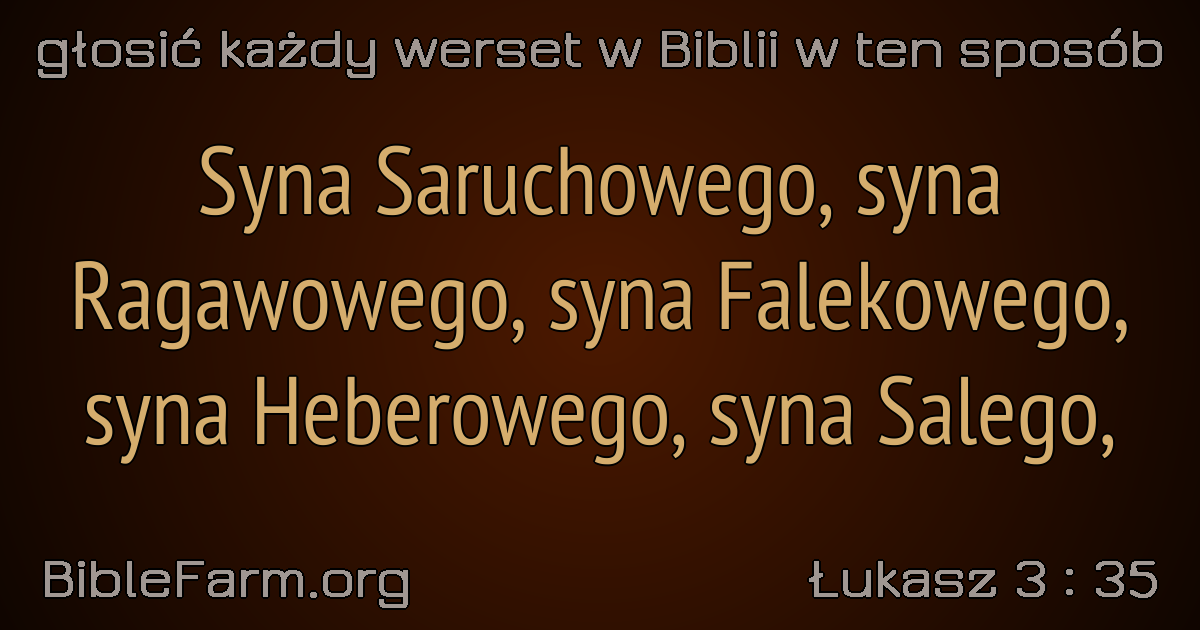 głosić każdy werset w Biblii w ten sposób
Syna Saruchowego, syna
Ragawowego, syna Falekowego,
syna Heberowego, syna Salego,
BibleFarm.org
Łukasz 3 : 35